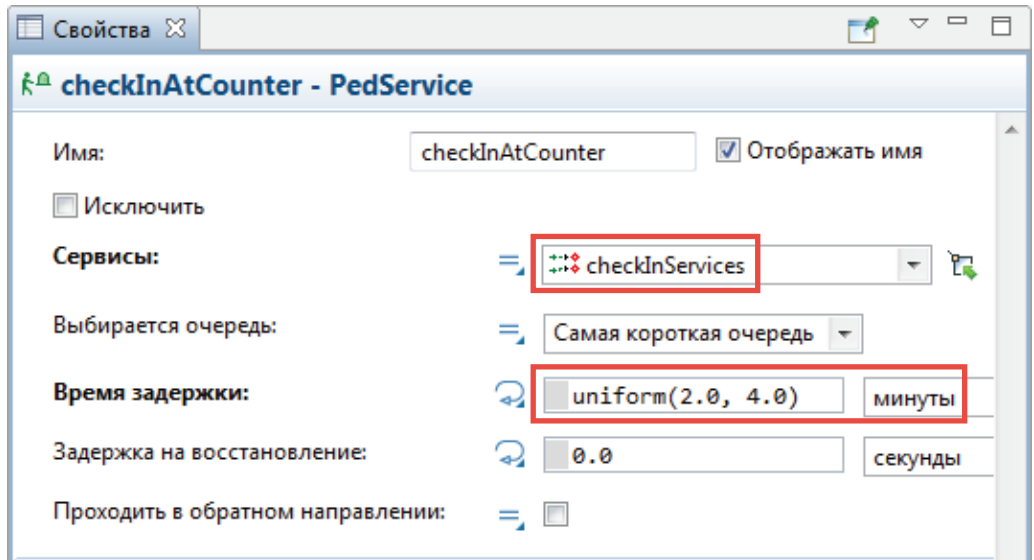 Свойства
checkInAtCounter - PedService
Имя: checkInAtCounter Отображать имя
Исключить
Сервисы: checkInServices
Выбирается очередь: Самая короткая очередь
Время задержки: uniform(2.0, 4.0) минуты
Задержка на восстановление: 0.0 секунды
Проходить в обратном направлении: